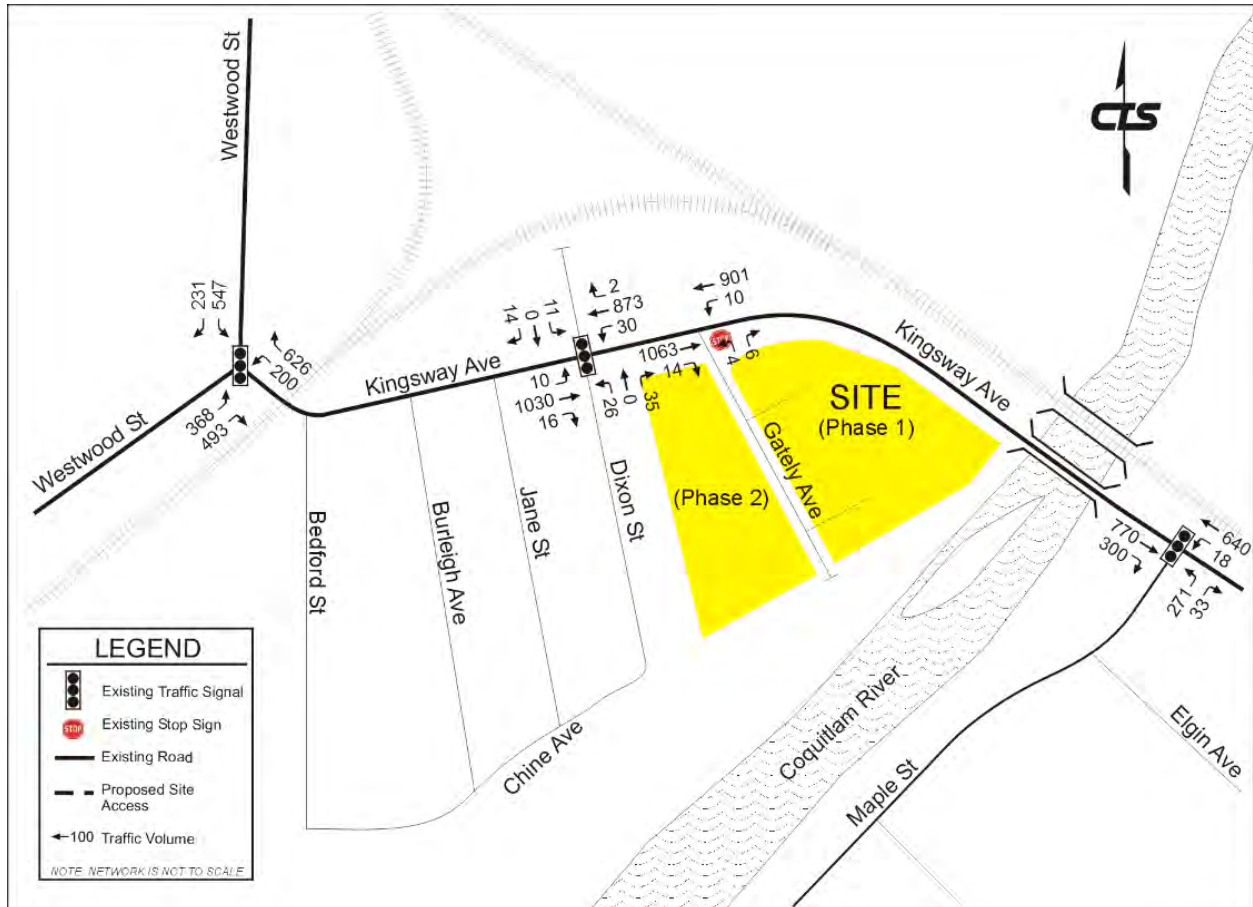 Westwood St
CTS
231
547
626
200
368
493
Westwood St
Kingsway Ave
14
0
11
2
873
30
10
1030
16
26
0
35
901
10
1063
14
STOP
4
6
Kingsway Ave
SITE
(Phase 1)
(Phase 2)
Gately Ave
Dixon St
Jane St
Burleigh Ave
Bedford St
Chine Ave
Coquitlam River
770
300
640
18
271
33
Maple St
Elgin Ave
LEGEND
Existing Traffic Signal
STOP
Existing Stop Sign
Existing Road
Proposed Site
Access
100 Traffic Volume
NOTE: NETWORK IS NOT TO SCALE